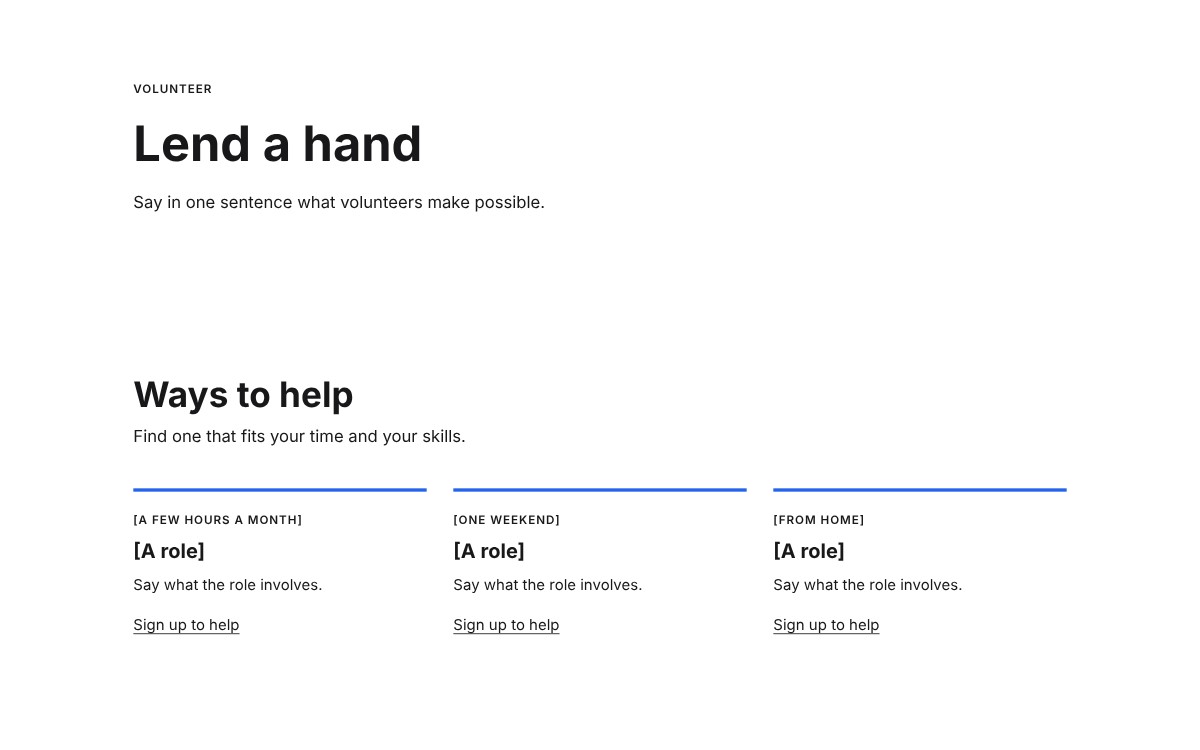 VOLUNTEER
Lend a hand
Say in one sentence what volunteers make possible.
Ways to help
Find one that fits your time and your skills.
[A FEW HOURS A MONTH]
[A role]
Say what the role involves.
Sign up to help
[ONE WEEKEND]
[A role]
Say what the role involves.
Sign up to help
[FROM HOME]
[A role]
Say what the role involves.
Sign up to help